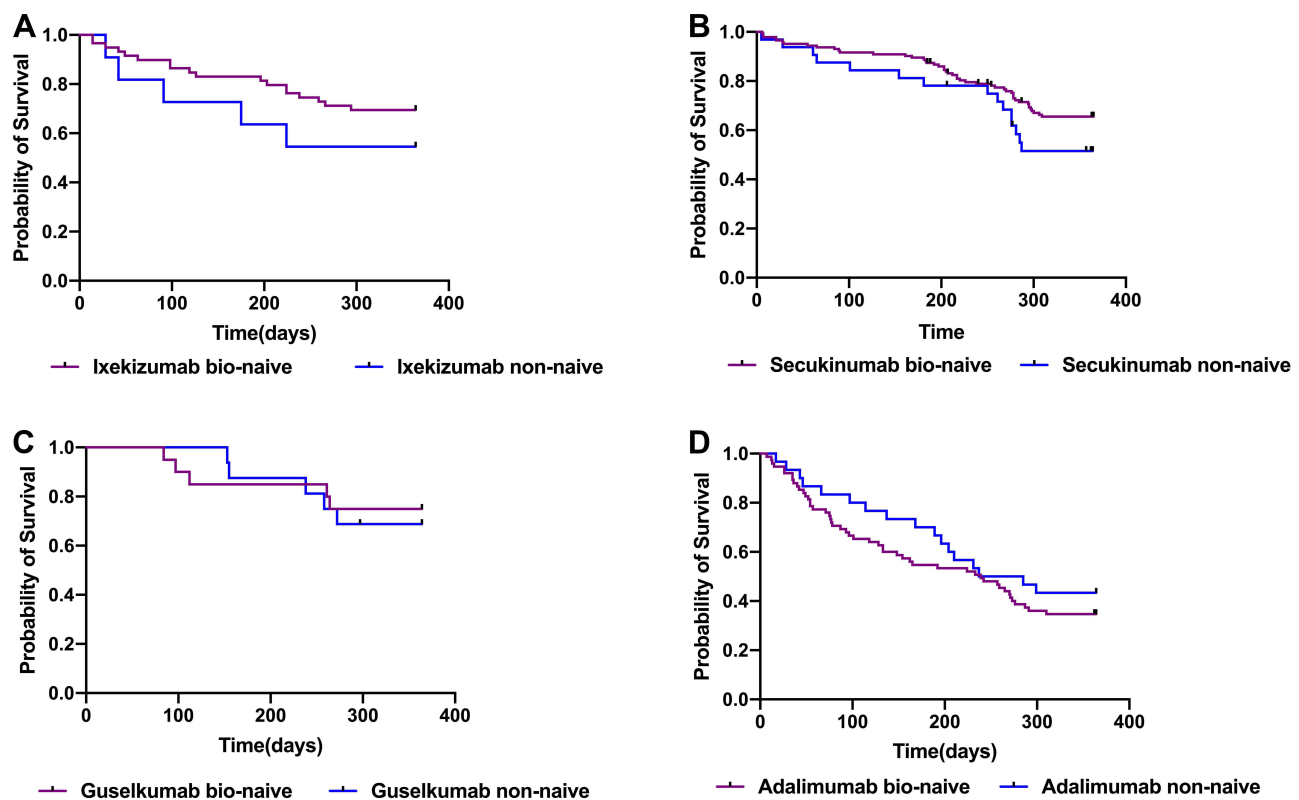 A
Probability of Survival
1.0
0.8
0.6
0.4
0.2
0.0
0 100 200 300 400
Time(days)
Ixekizumab bio-naive Ixekizumab non-naive
B
Probability of Survival
1.0
0.8
0.6
0.4
0.2
0.0
0 100 200 300 400
Time
Secukinumab bio-naive Secukinumab non-naive
C
Probability of Survival
1.0
0.8
0.6
0.4
0.2
0.0
0 100 200 300 400
Time(days)
Guselkumab bio-naive Guselkumab non-naive
D
Probability of Survival
1.0
0.8
0.6
0.4
0.2
0.0
0 100 200 300 400
Time(days)
Adalimumab bio-naive Adalimumab non-naive